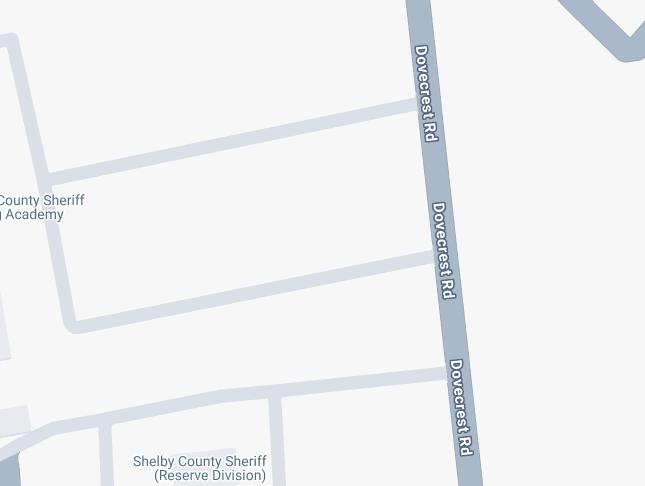 Dovecrest Rd
Dovecrest Rd
County Sheriff
Academy
Dovecrest Rd
Shelby County Sheriff
(Reserve Division)